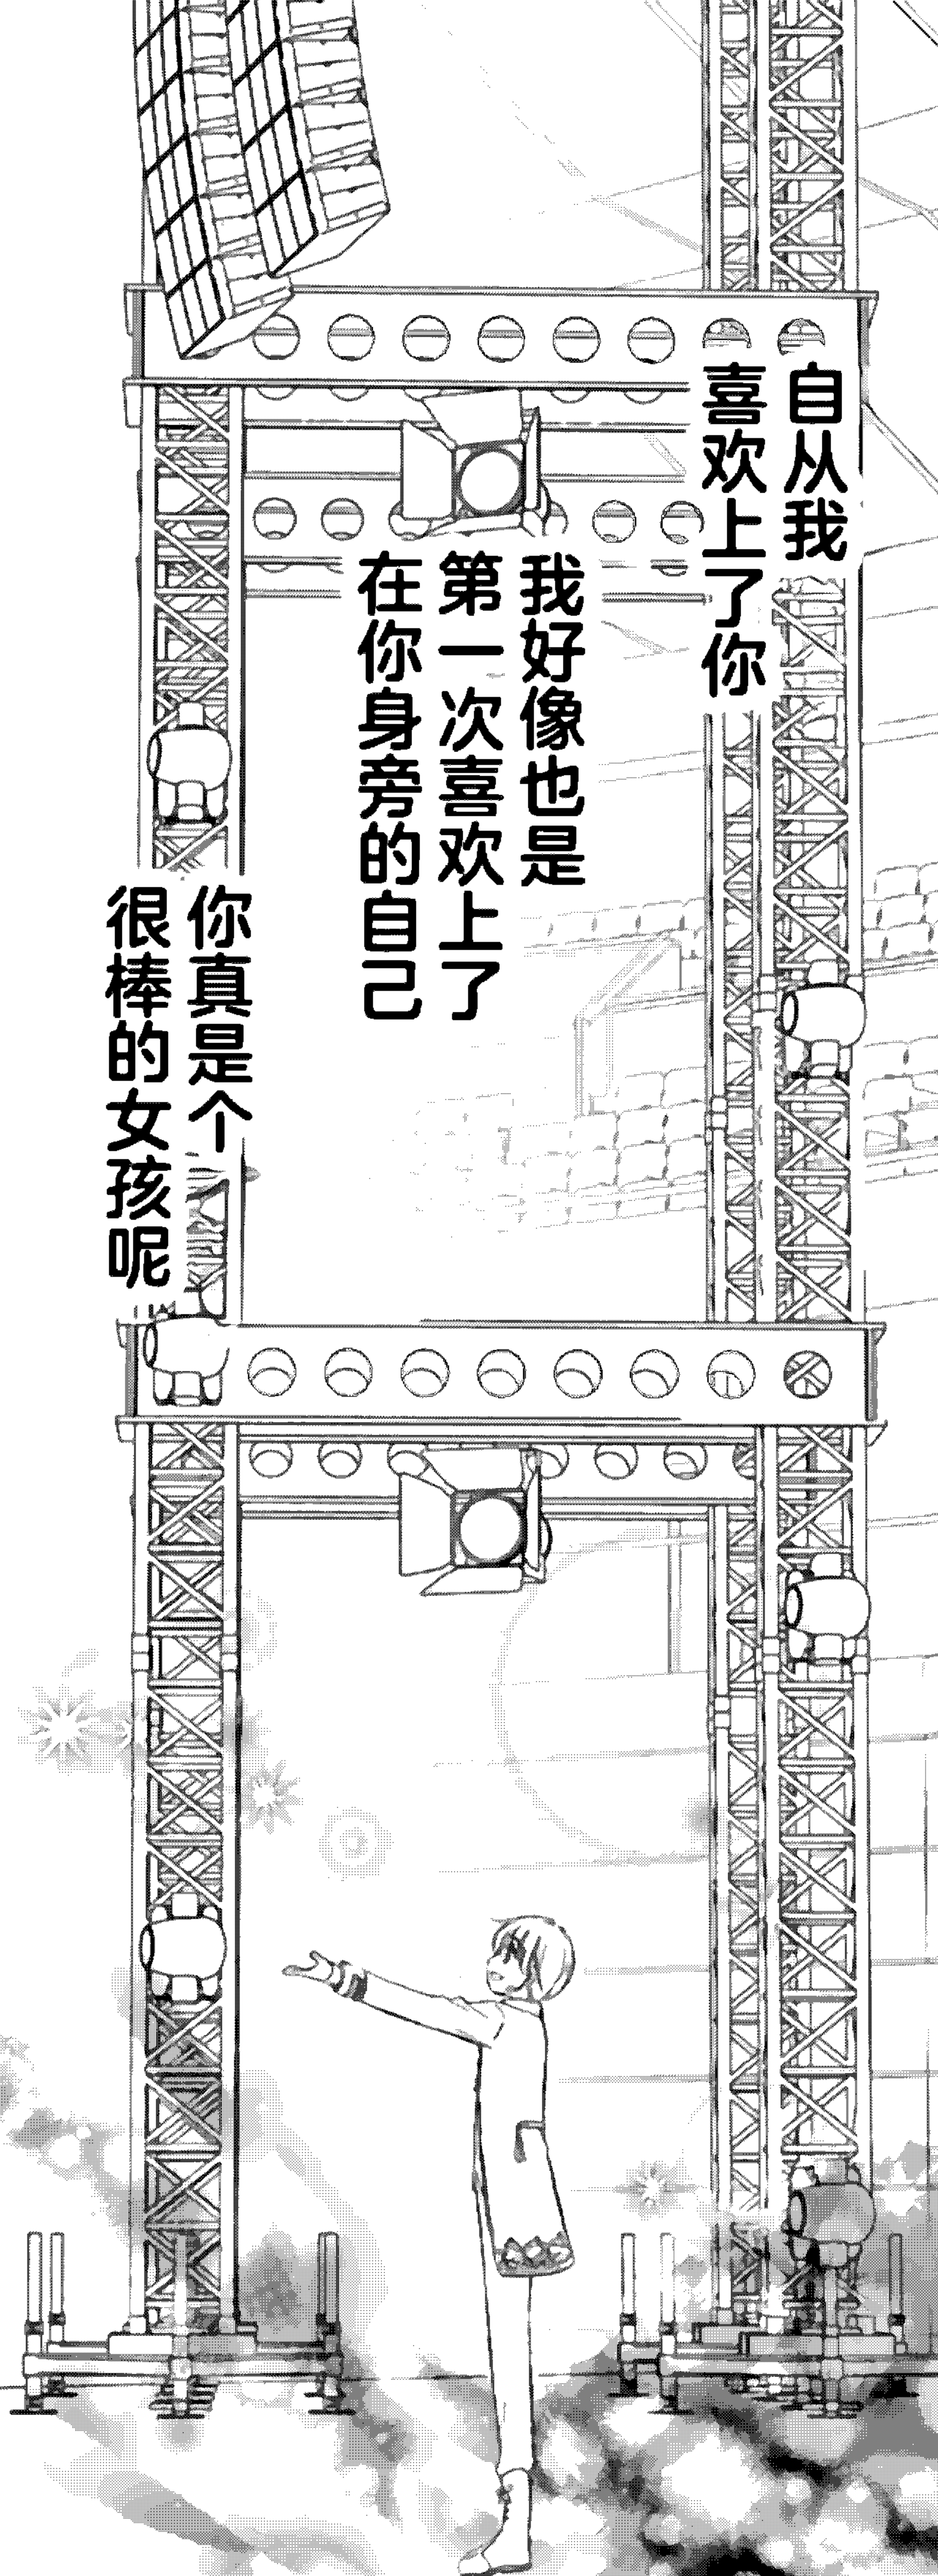 自从我
喜欢上了你
我好像也是
第一次喜欢上了
在你身旁的自己
你真是个
很棒的女孩呢